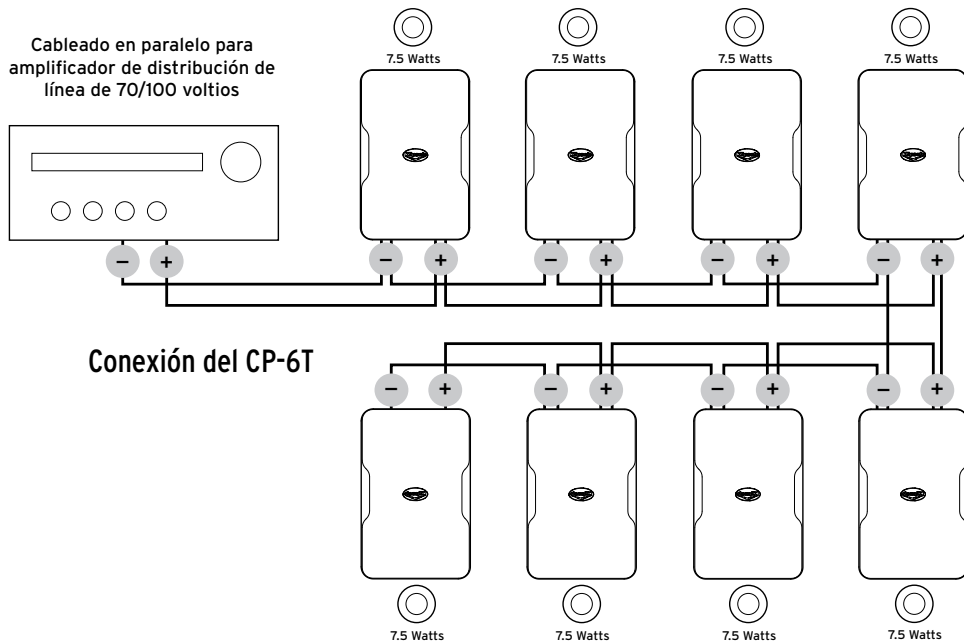 7.5 Watts
7.5 Watts
7.5 Watts
7.5 Watts
Cableado en paralelo para
amplificador de distribución de
línea de 70/100 voltios
− +
− + − + − + − +
Conexión del CP-6T
− + − + − + − +
7.5 Watts
7.5 Watts
7.5 Watts
7.5 Watts